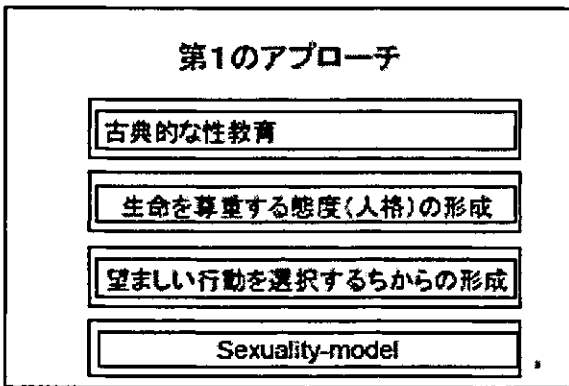 第1のアプローチ
古典的な性教育
生命を尊重する態度(人格)の形成
望ましい行動を選択するちからの形成
Sexuality-model